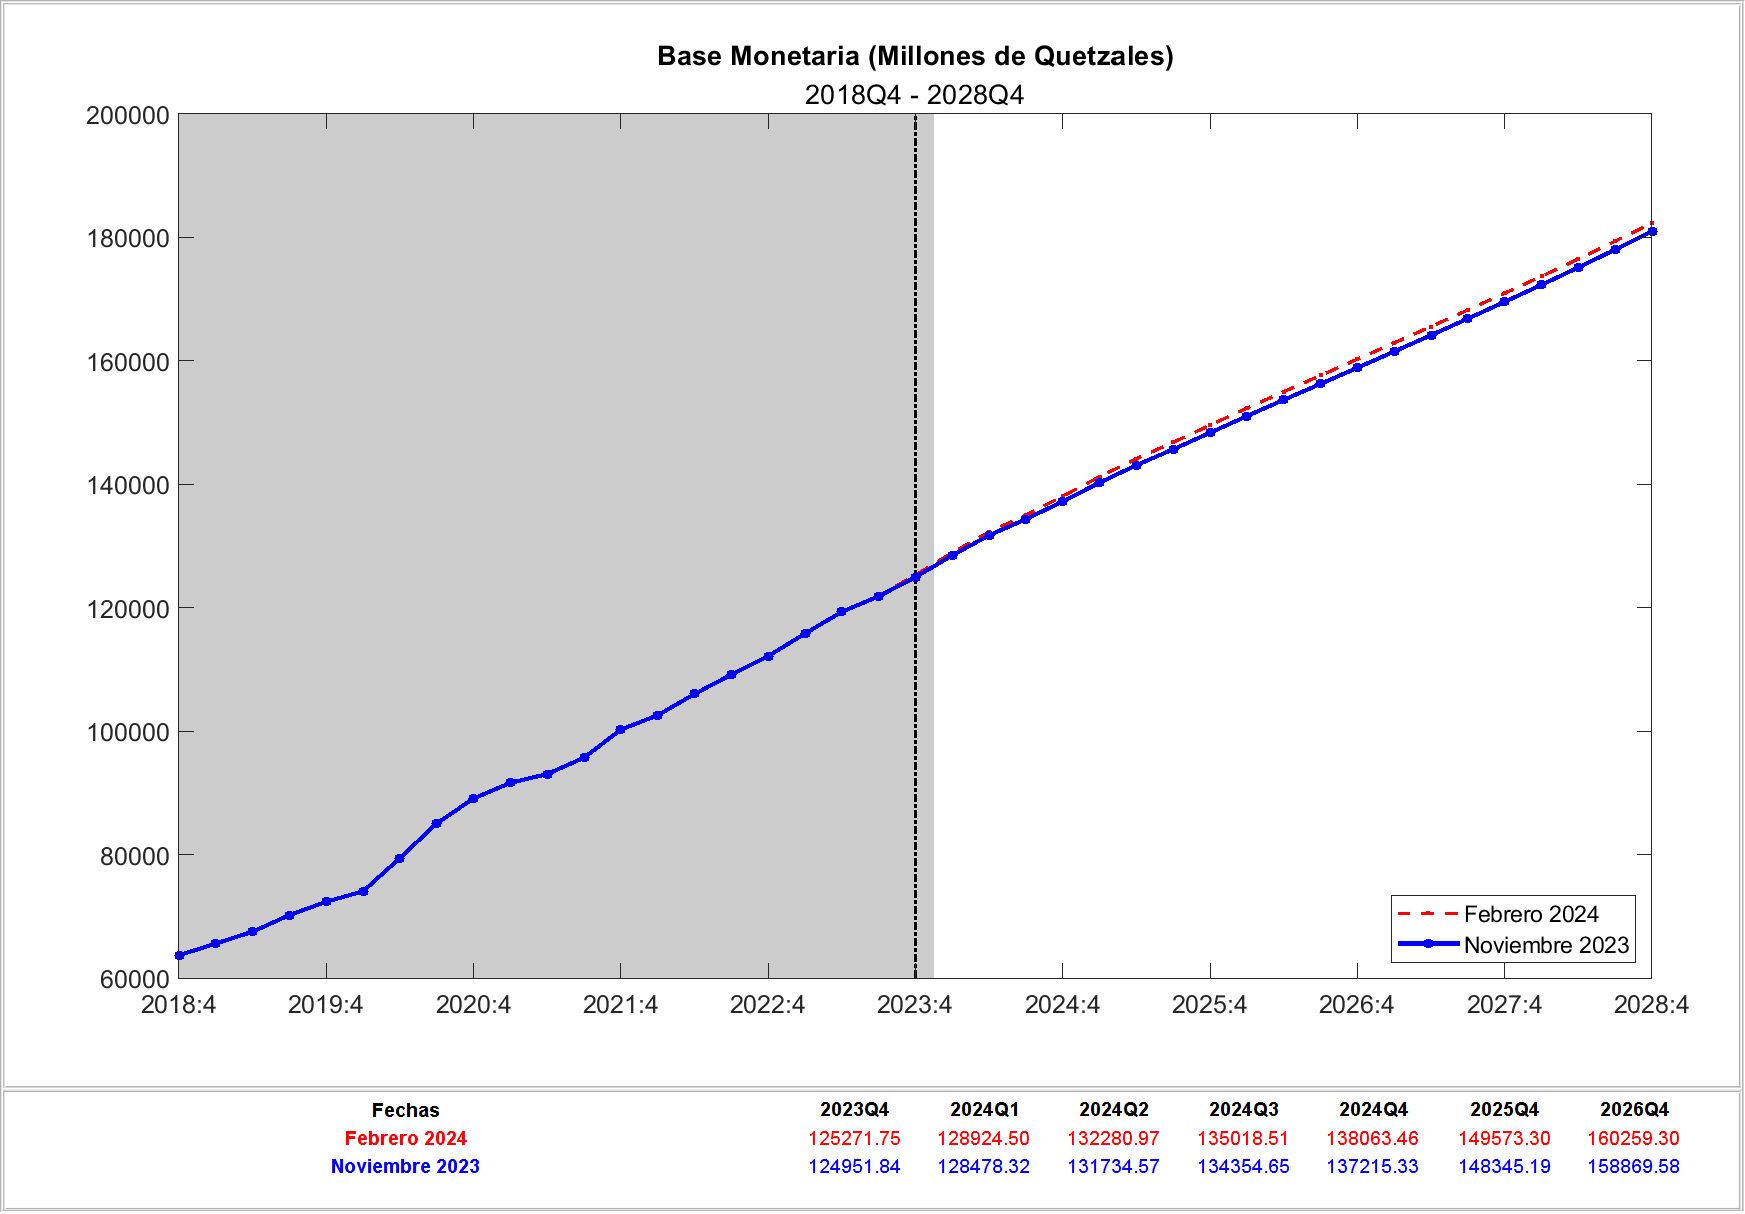 Base Monetaria (Millones de Quetzales)
2018Q4 - 2028Q4
200000
180000
160000
140000
120000
100000
80000
60000
2018:4 2019:4 2020:4 2021:4 2022:4 2023:4 2024:4 2025:4 2026:4 2027:4 2028:4
Febrero 2024
Noviembre 2023
Fechas 2023Q4 2024Q1 2024Q2 2024Q3 2024Q4 2025Q4 2026Q4
Febrero 2024 125271.75 128924.50 132280.97 135018.51 138063.46 149573.30 160259.30
Noviembre 2023 124951.84 128478.32 131734.57 134354.65 137215.33 148345.19 158869.58